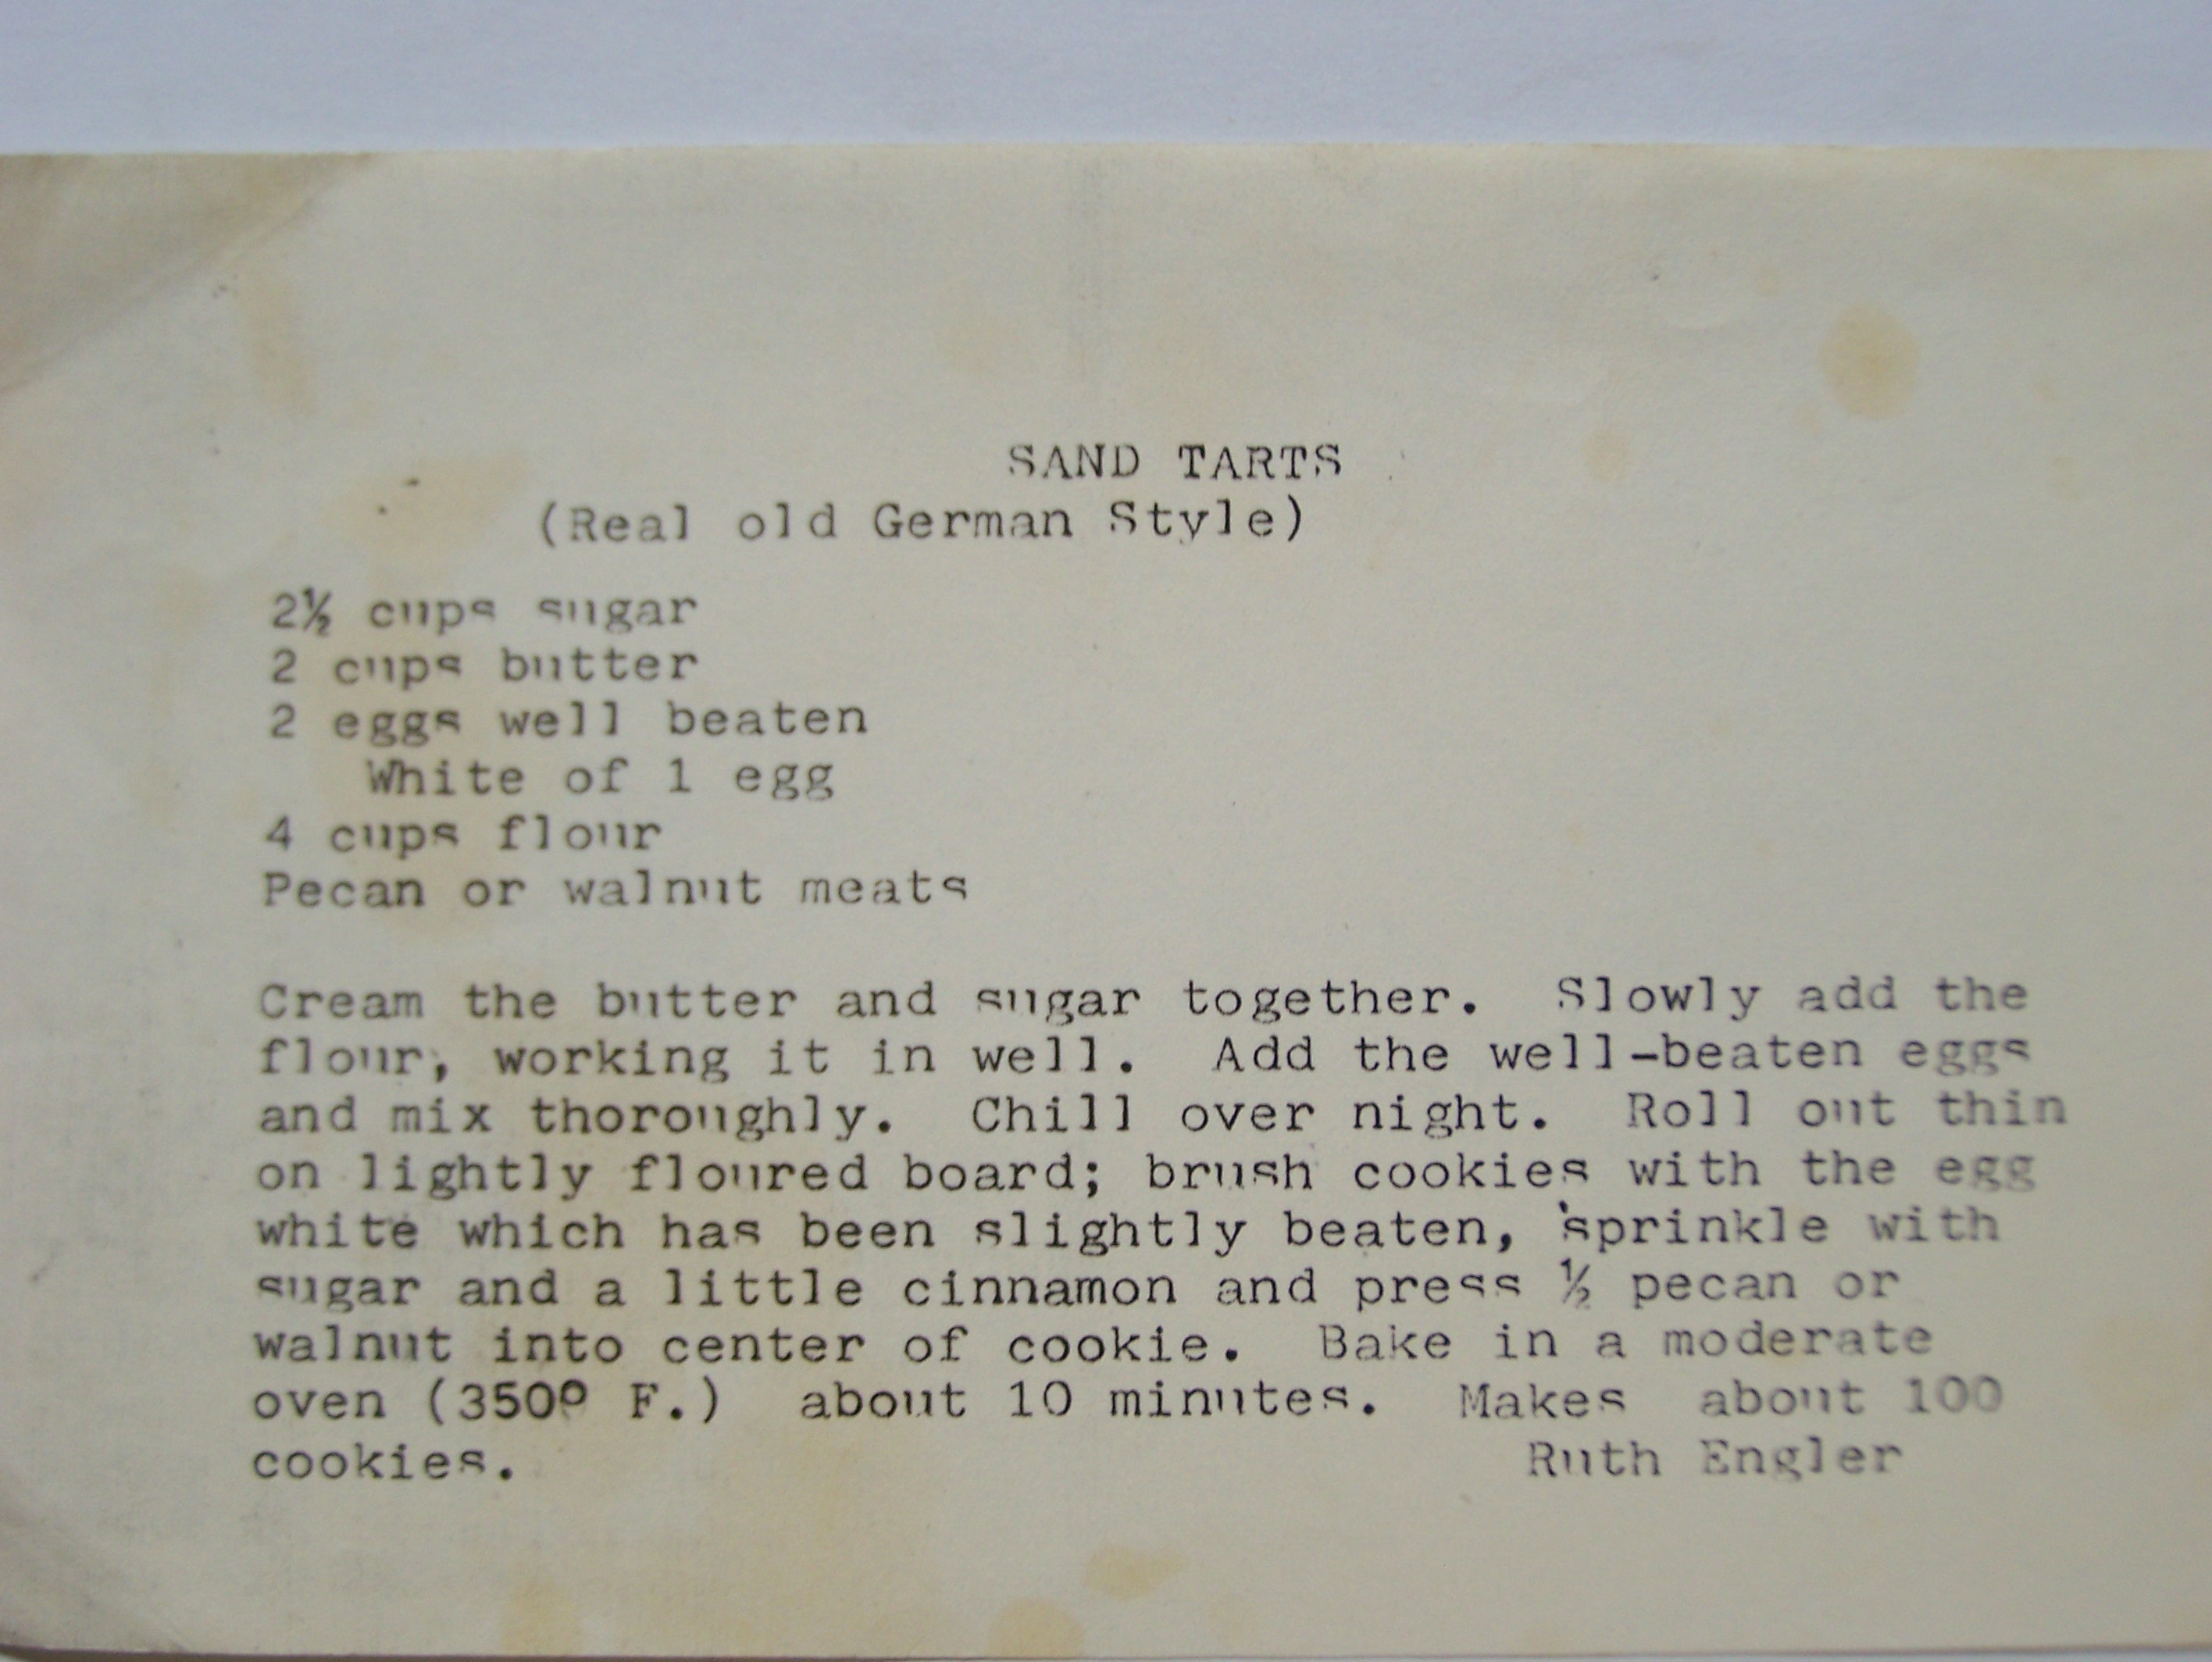 SAND TARTS
(Real old German Style)
2½ cups sugar
2 cups butter
2 eggs well beaten
White of 1 egg
4 cups flour
Pecan or walnut meats
Cream the butter and sugar together. Slowly add the
flour, working it in well. Add the well-beaten eggs
and mix thoroughly. Chill over night. Roll out thin
on lightly floured board; brush cookies with the egg
white which has been slightly beaten, sprinkle with
sugar and a little cinnamon and press ½ pecan or
walnut into center of cookie. Bake in a moderate
oven (350º F.) about 10 minutes. Makes about 100
cookies. Ruth Engler